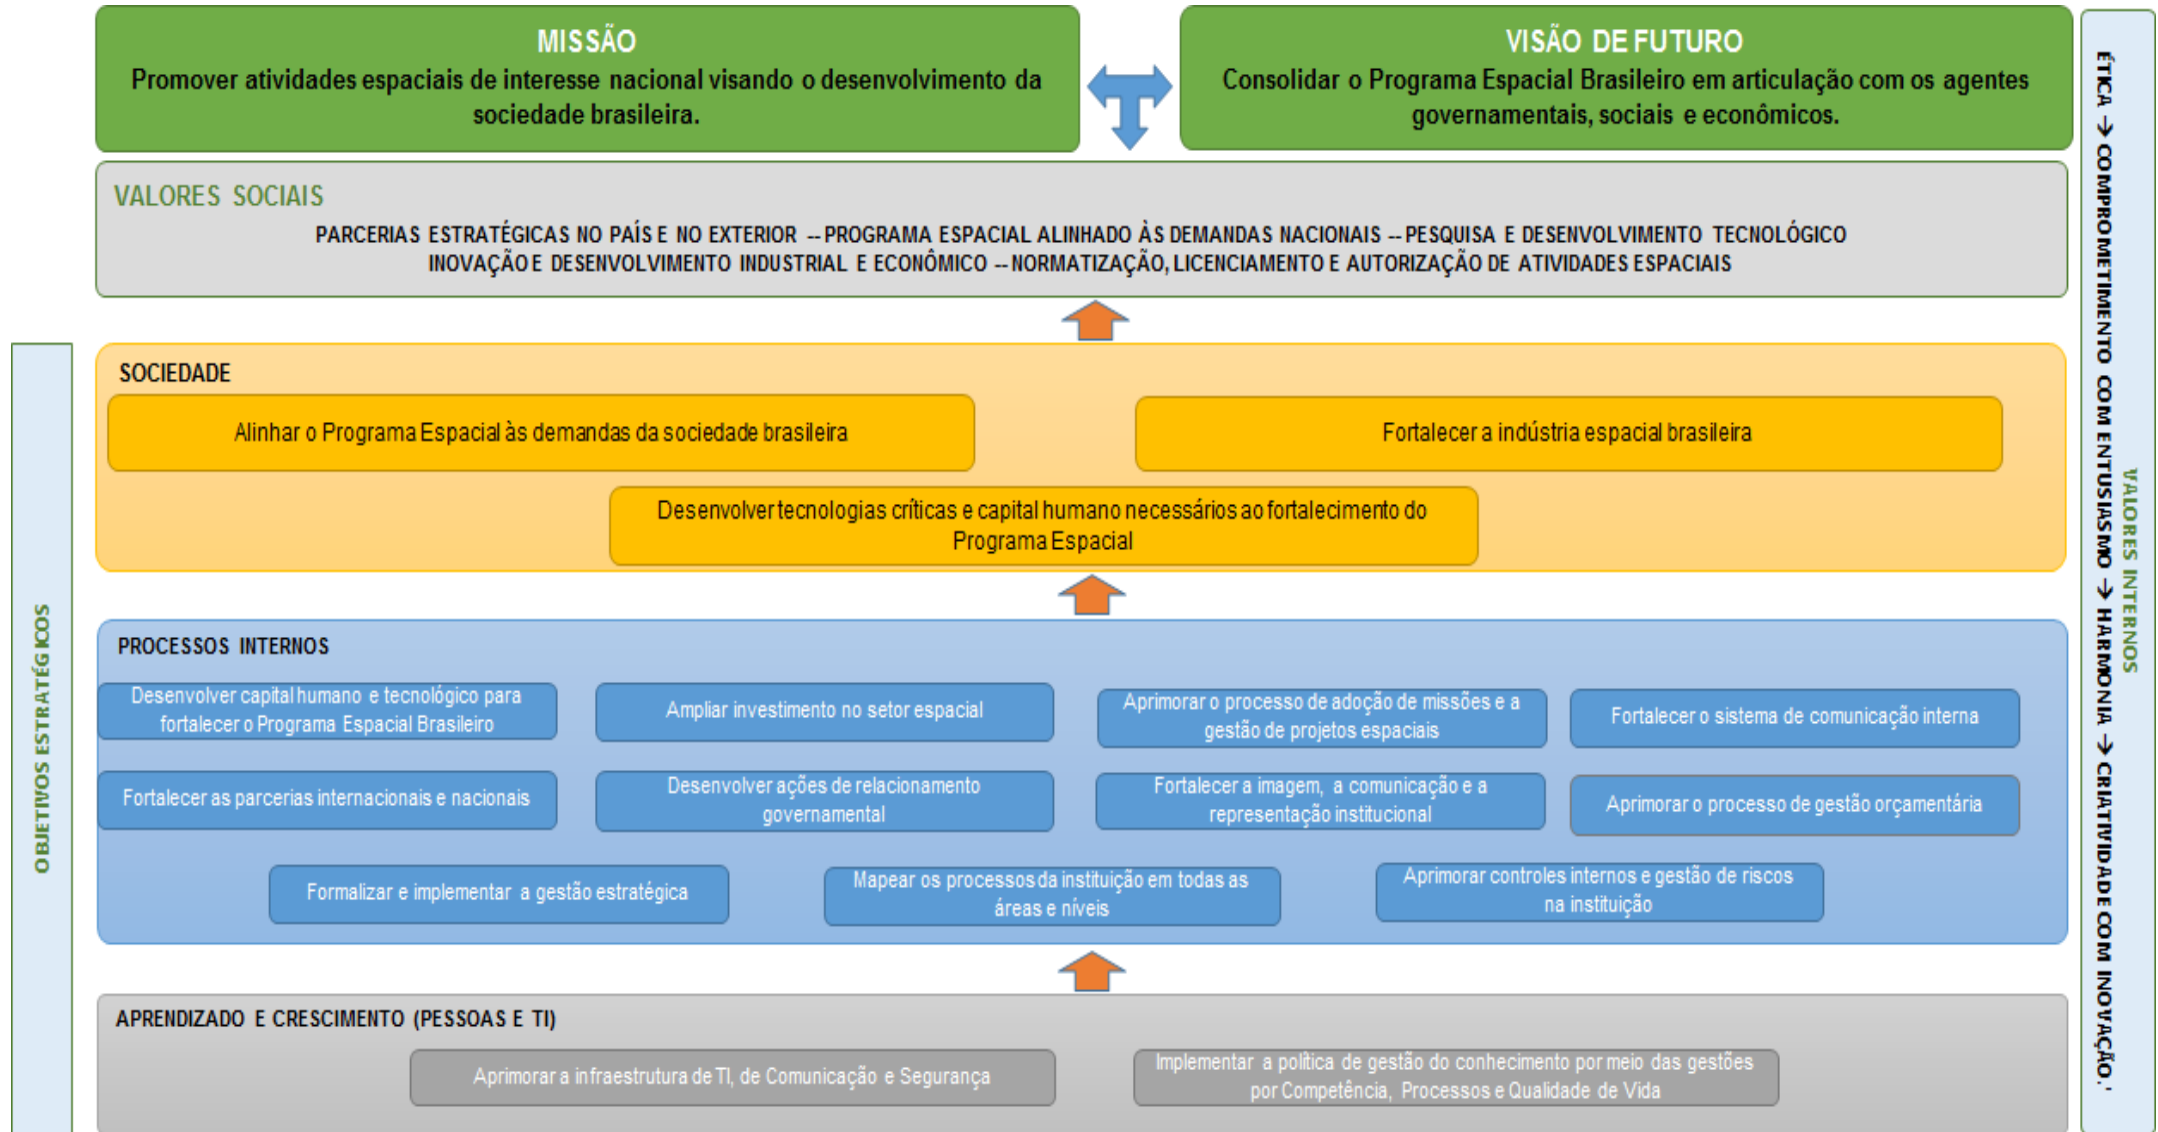 MISSÃO
Promover atividades espaciais de interesse nacional visando o desenvolvimento da
sociedade brasileira.
VISÃO DE FUTURO
Consolidar o Programa Espacial Brasileiro em articulação com os agentes
governamentais, sociais e econômicos.
VALORES SOCIAIS
PARCERIAS ESTRATÉGICAS NO PAÍS E NO EXTERIOR -- PROGRAMA ESPACIAL ALINHADO ÀS DEMANDAS NACIONAIS -- PESQUISA E DESENVOLVIMENTO TECNOLÓGICO
INOVAÇÃO E DESENVOLVIMENTO INDUSTRIAL E ECONÔMICO -- NORMATIZAÇÃO, LICENCIAMENTO E AUTORIZAÇÃO DE ATIVIDADES ESPACIAIS
OBJETIVOS ESTRATÉGICOS
SOCIEDADE
Alinhar o Programa Espacial às demandas da sociedade brasileira
Fortalecer a indústria espacial brasileira
Desenvolver tecnologias críticas e capital humano necessários ao fortalecimento do
Programa Espacial
PROCESSOS INTERNOS
Desenvolver capital humano e tecnológico para
fortalecer o Programa Espacial Brasileiro
Ampliar investimento no setor espacial
Aprimorar o processo de adoção de missões e a
gestão de projetos espaciais
Fortalecer o sistema de comunicação interna
Fortalecer as parcerias internacionais e nacionais
Desenvolver ações de relacionamento
governamental
Fortalecer a imagem, a comunicação e a
representação institucional
Aprimorar o processo de gestão orçamentária
Formalizar e implementar a gestão estratégica
Mapear os processos da instituição em todas as
áreas e níveis
Aprimorar controles internos e gestão de riscos
na instituição
APRENDIZADO E CRESCIMENTO (PESSOAS E TI)
Aprimorar a infraestrutura de TI, de Comunicação e Segurança
Implementar a política de gestão do conhecimento por meio das gestões
por Competência, Processos e Qualidade de Vida
VALORES INTERNOS
ÉTICA → COMPROMETIMENTO COM ENTUSIASMO → HARMONIA → CRIATIVIDADE COM INOVAÇÃO.'